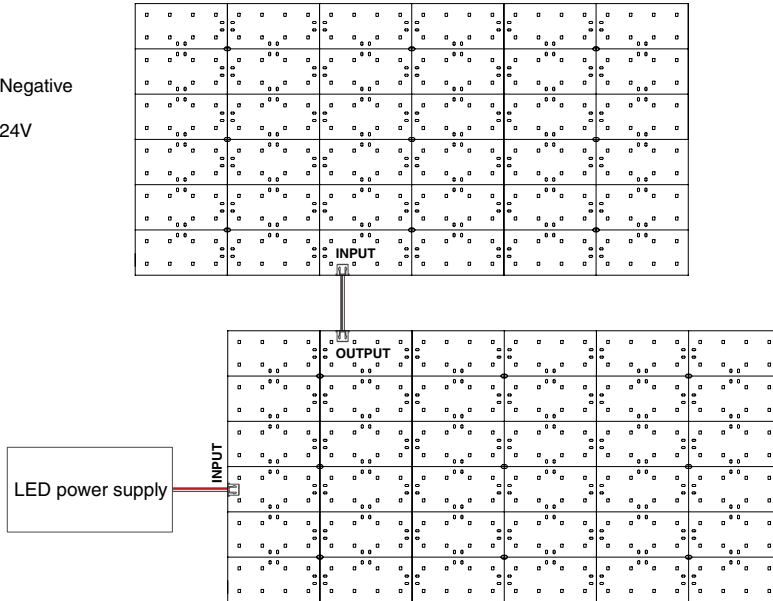 Negative
24V
INPUT
OUTPUT
INPUT
LED power supply